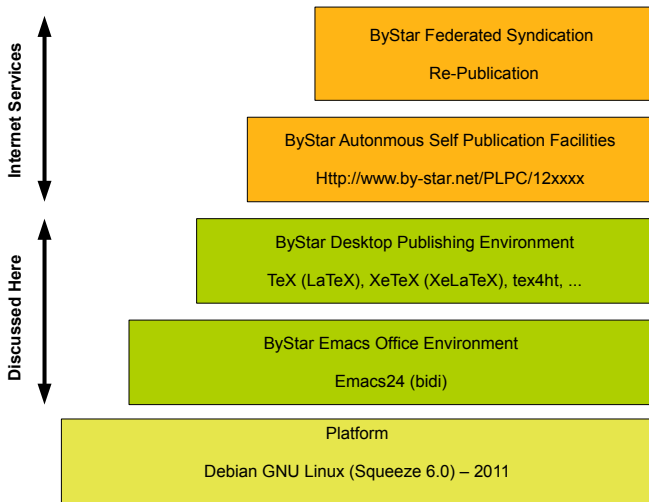 Internet Services
ByStar Federated Syndication
Re-Publication
ByStar Autonmous Self Publication Facilities
Http://www.by-star.net/PLPC/12xxxx
Discussed Here
ByStar Desktop Publishing Environment
TeX (LaTeX), XeTeX (XeLaTeX), tex4ht, ...
ByStar Emacs Office Environment
Emacs24 (bidi)
Platform
Debian GNU Linux (Squeeze 6.0) – 2011